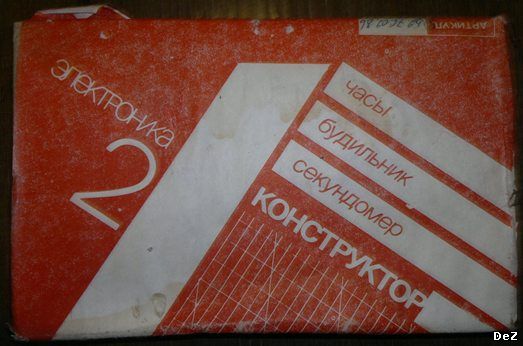 АРТИКУЛ
электроника
2
часы
будильник
секундомер
КОНСТРУКТОР
DeZ